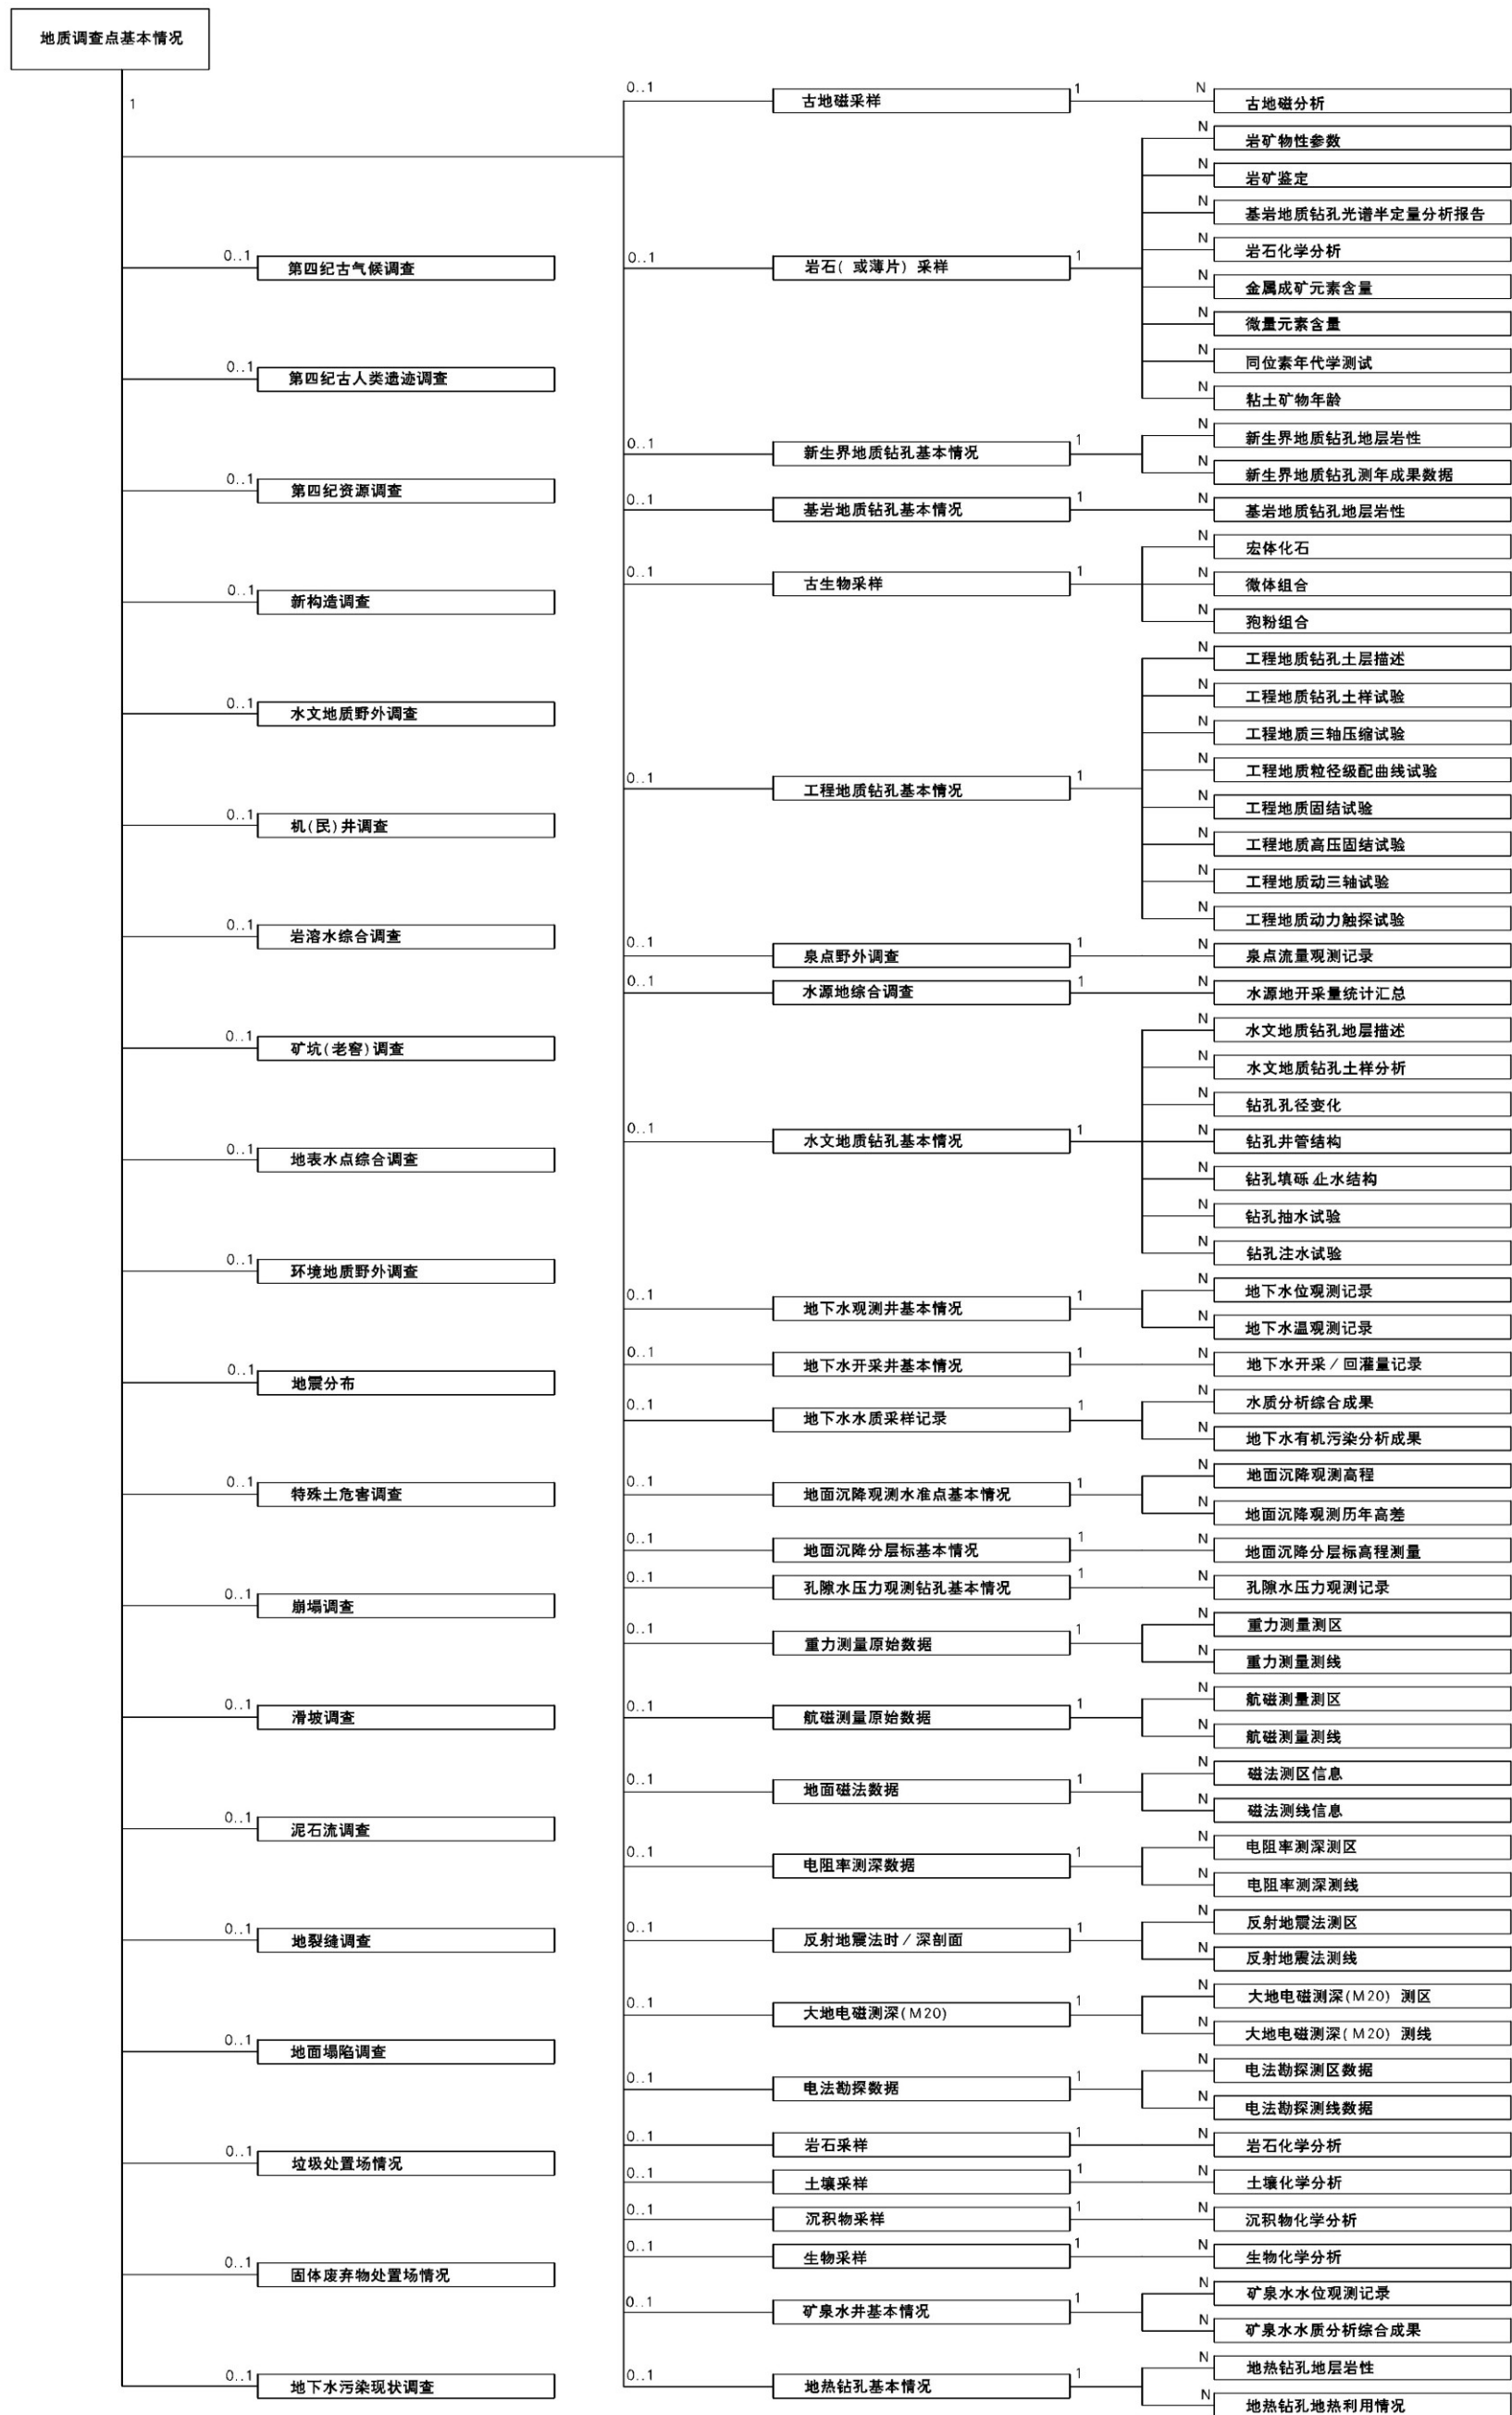 地质调查点基本情况
1
0..1
第四纪古气候调查
0..1
第四纪古人类遗迹调查
0..1
第四纪资源调查
0..1
新构造调查
0..1
水文地质野外调查
0..1
机(民)井调查
0..1
岩溶水综合调查
0..1
矿坑(老窖)调查
0..1
地表水点综合调查
0..1
环境地质野外调查
0..1
地震分布
0..1
特殊土危害调查
0..1
崩塌调查
0..1
滑坡调查
0..1
泥石流调查
0..1
地裂缝调查
0..1
地面塌陷调查
0..1
垃圾处置场情况
0..1
固体废弃物处置场情况
0..1
地下水污染现状调查
0..1
古地磁采样
1
N
古地磁分析
0..1
岩石(或薄片)采样
1
N
岩矿物性参数
N
岩矿鉴定
N
基岩地质钻孔光谱半定量分析报告
N
岩石化学分析
N
金属成矿元素含量
N
微量元素含量
N
同位素年代学测试
N
粘土矿物年龄
0..1
新生界地质钻孔基本情况
1
N
新生界地质钻孔地层岩性
N
新生界地质钻孔测年成果数据
0..1
基岩地质钻孔基本情况
1
N
基岩地质钻孔地层岩性
0..1
古生物采样
1
N
宏体化石
N
微体组合
N
孢粉组合
0..1
工程地质钻孔基本情况
1
N
工程地质钻孔土层描述
N
工程地质钻孔土样试验
N
工程地质三轴压缩试验
N
工程地质粒径级配曲线试验
N
工程地质固结试验
N
工程地质高压固结试验
N
工程地质动三轴试验
N
工程地质动力触探试验
0..1
泉点野外调查
1
N
泉点流量观测记录
0..1
水源地综合调查
1
N
水源地开采量统计汇总
0..1
水文地质钻孔基本情况
1
N
水文地质钻孔地层描述
N
水文地质钻孔土样分析
N
钻孔孔径变化
N
钻孔井管结构
N
钻孔填砾止水结构
N
钻孔抽水试验
N
钻孔注水试验
0..1
地下水观测井基本情况
1
N
地下水位观测记录
N
地下水温观测记录
0..1
地下水开采井基本情况
1
N
地下水开采/回灌量记录
0..1
地下水水质采样记录
1
N
水质分析综合成果
N
地下水有机污染分析成果
0..1
地面沉降观测水准点基本情况
1
N
地面沉降观测高程
N
地面沉降观测历年高差
0..1
地面沉降分层标基本情况
1
N
地面沉降分层标高程测量
0..1
孔隙水压力观测钻孔基本情况
1
N
孔隙水压力观测记录
0..1
重力测量原始数据
1
N
重力测量测区
N
重力测量测线
0..1
航磁测量原始数据
1
N
航磁测量测区
N
航磁测量测线
0..1
地面磁法数据
1
N
磁法测区信息
N
磁法测线信息
0..1
电阻率测深数据
1
N
电阻率测深测区
N
电阻率测深测线
0..1
反射地震法时/深剖面
1
N
反射地震法测区
N
反射地震法测线
0..1
大地电磁测深(M20)
1
N
大地电磁测深(M20) 测区
N
大地电磁测深(M20) 测线
0..1
电法勘探数据
1
N
电法勘探测区数据
N
电法勘探测线数据
0..1
岩石采样
1
N
岩石化学分析
0..1
土壤采样
1
N
土壤化学分析
0..1
沉积物采样
1
N
沉积物化学分析
0..1
生物采样
1
N
生物化学分析
0..1
矿泉水井基本情况
1
N
矿泉水水位观测记录
N
矿泉水水质分析综合成果
0..1
地热钻孔基本情况
1
N
地热钻孔地层岩性
N
地热钻孔地热利用情况